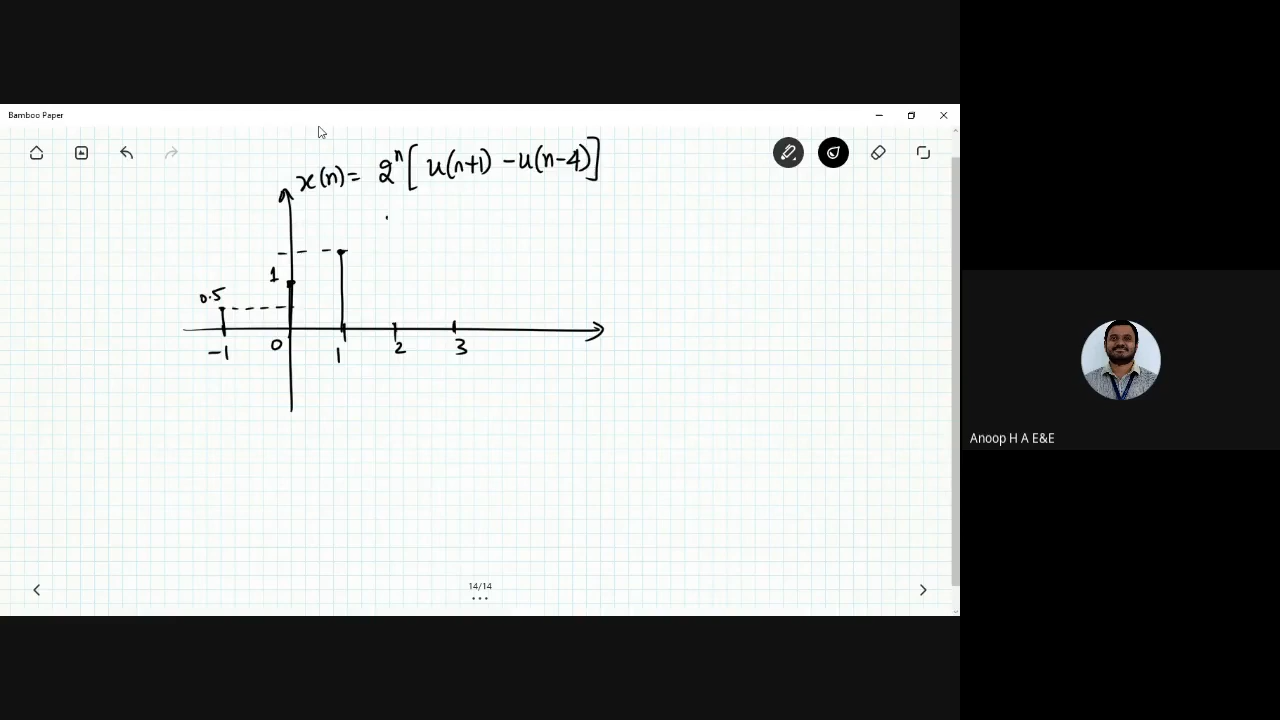 Bamboo Paper
x(n) = 2ⁿ [ u(n+1) - u(n-4) ]
1
0.5
-1 0 1 2 3
Anoop H A E&E
14/14